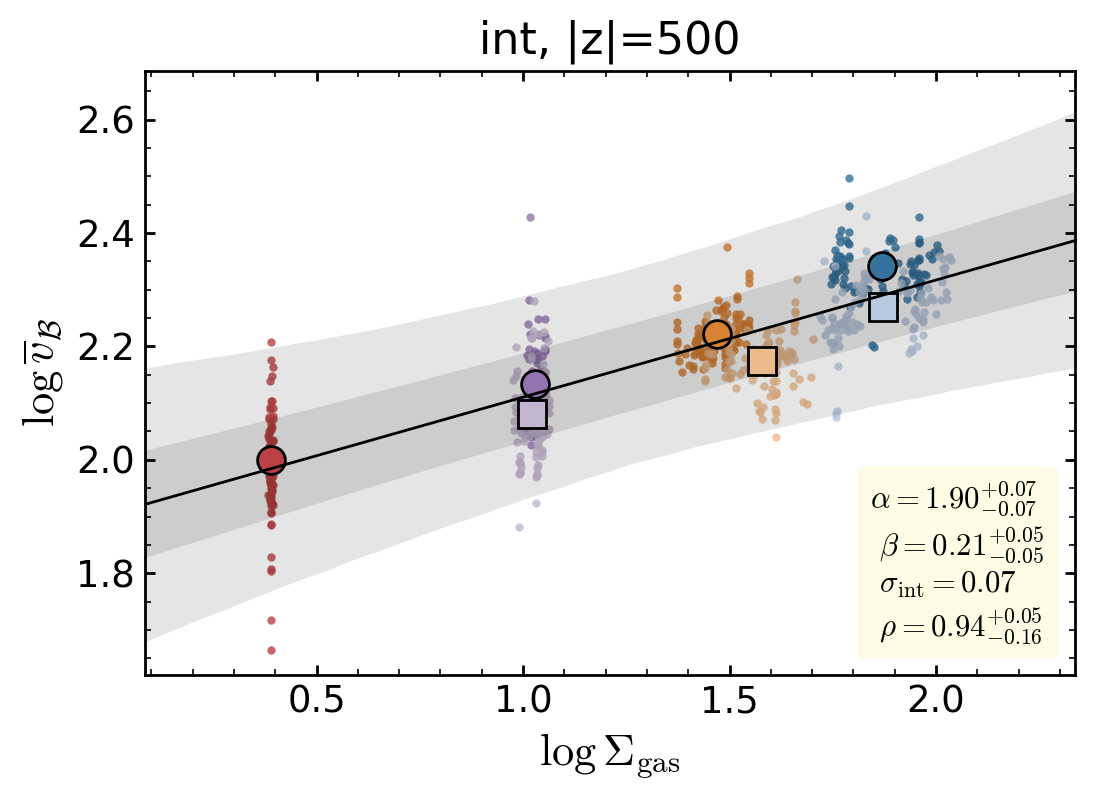 int, |z|=500
2.6
2.4
2.2
2.0
1.8
log v̅_ℬ
α = 1.90^{+0.07}_{-0.07}
β = 0.21^{+0.05}_{-0.05}
σ_int = 0.07
ρ = 0.94^{+0.05}_{-0.16}
0.5 1.0 1.5 2.0
log Σ_gas